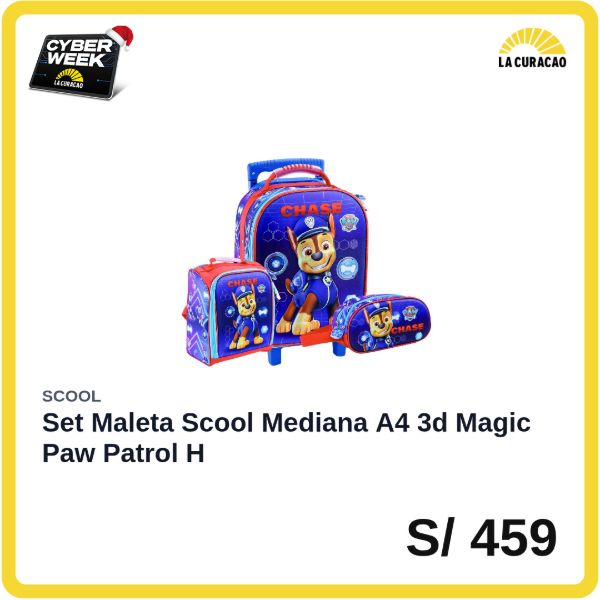 CYBER
WEEK
LA CURACAO
LA CURACAO
CHASE
CHASE
CHASE
SCOOL
Set Maleta Scool Mediana A4 3d Magic
Paw Patrol H
S/ 459